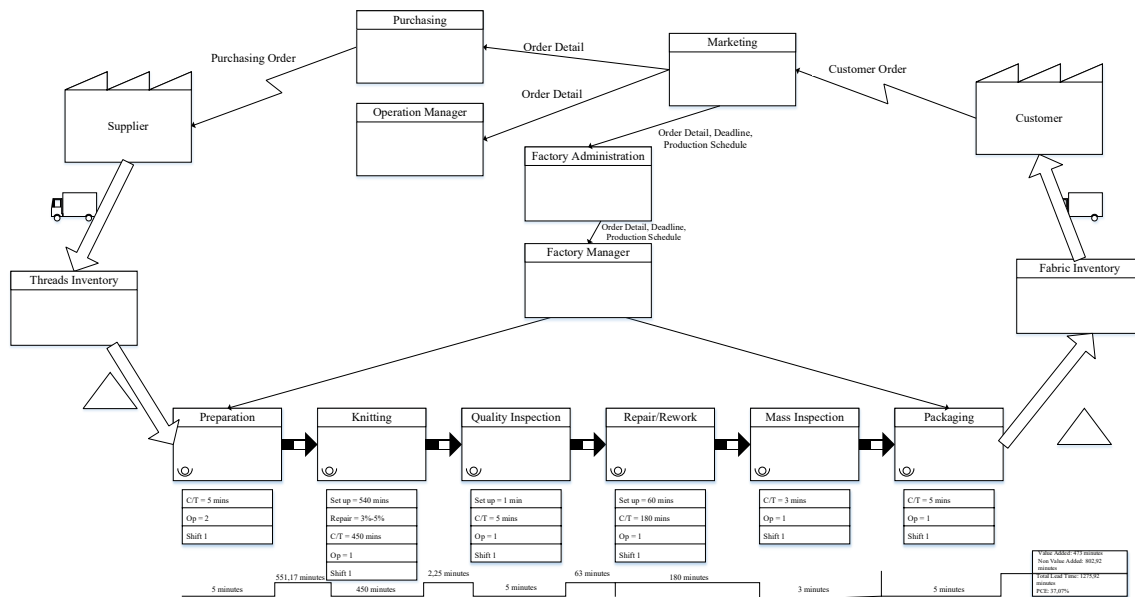 Purchasing
Marketing
Order Detail
Purchasing Order
Customer Order
Order Detail
Operation Manager
Supplier
Customer
Order Detail, Deadline,
Production Schedule
Factory Administration
Order Detail, Deadline,
Production Schedule
Factory Manager
Threads Inventory
Fabric Inventory
Preparation
Knitting
Quality Inspection
Repair/Rework
Mass Inspection
Packaging
C/T = 5 mins
Op = 2
Shift 1
Set up = 540 mins
Repair = 3%-5%
C/T = 450 mins
Op = 1
Shift 1
Set up = 1 min
C/T = 5 mins
Op = 1
Shift 1
Set up = 60 mins
C/T = 180 mins
Op = 1
Shift 1
C/T = 3 mins
Op = 1
Shift 1
C/T = 5 mins
Op = 1
Shift 1
5 minutes
551,17 minutes
450 minutes
2,25 minutes
5 minutes
63 minutes
180 minutes
3 minutes
5 minutes
Value Added: 473 minutes
Non Value Added: 802,92
minutes
Total Lead Time: 1275,92
minutes
PCE: 37,07%